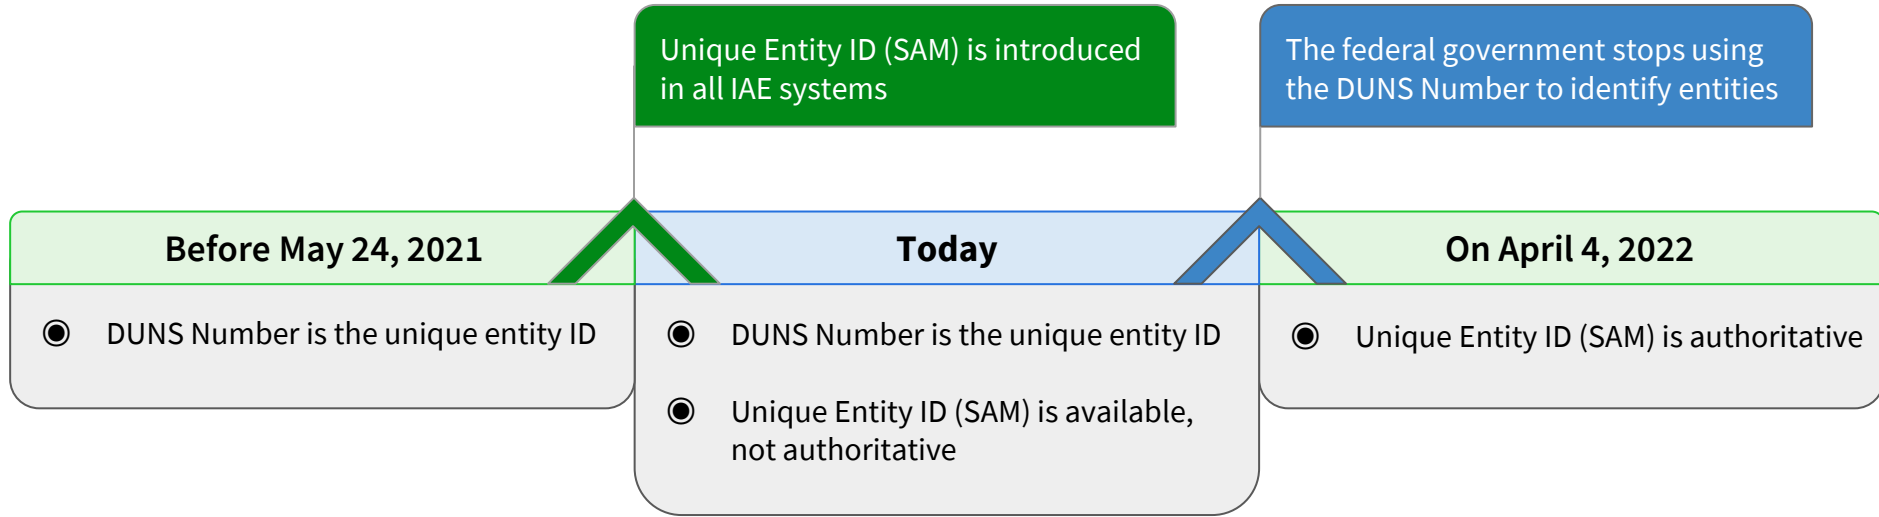 Unique Entity ID (SAM) is introduced
in all IAE systems
The federal government stops using
the DUNS Number to identify entities
Before May 24, 2021
Today
On April 4, 2022
DUNS Number is the unique entity ID
DUNS Number is the unique entity ID
Unique Entity ID (SAM) is available,
not authoritative
Unique Entity ID (SAM) is authoritative